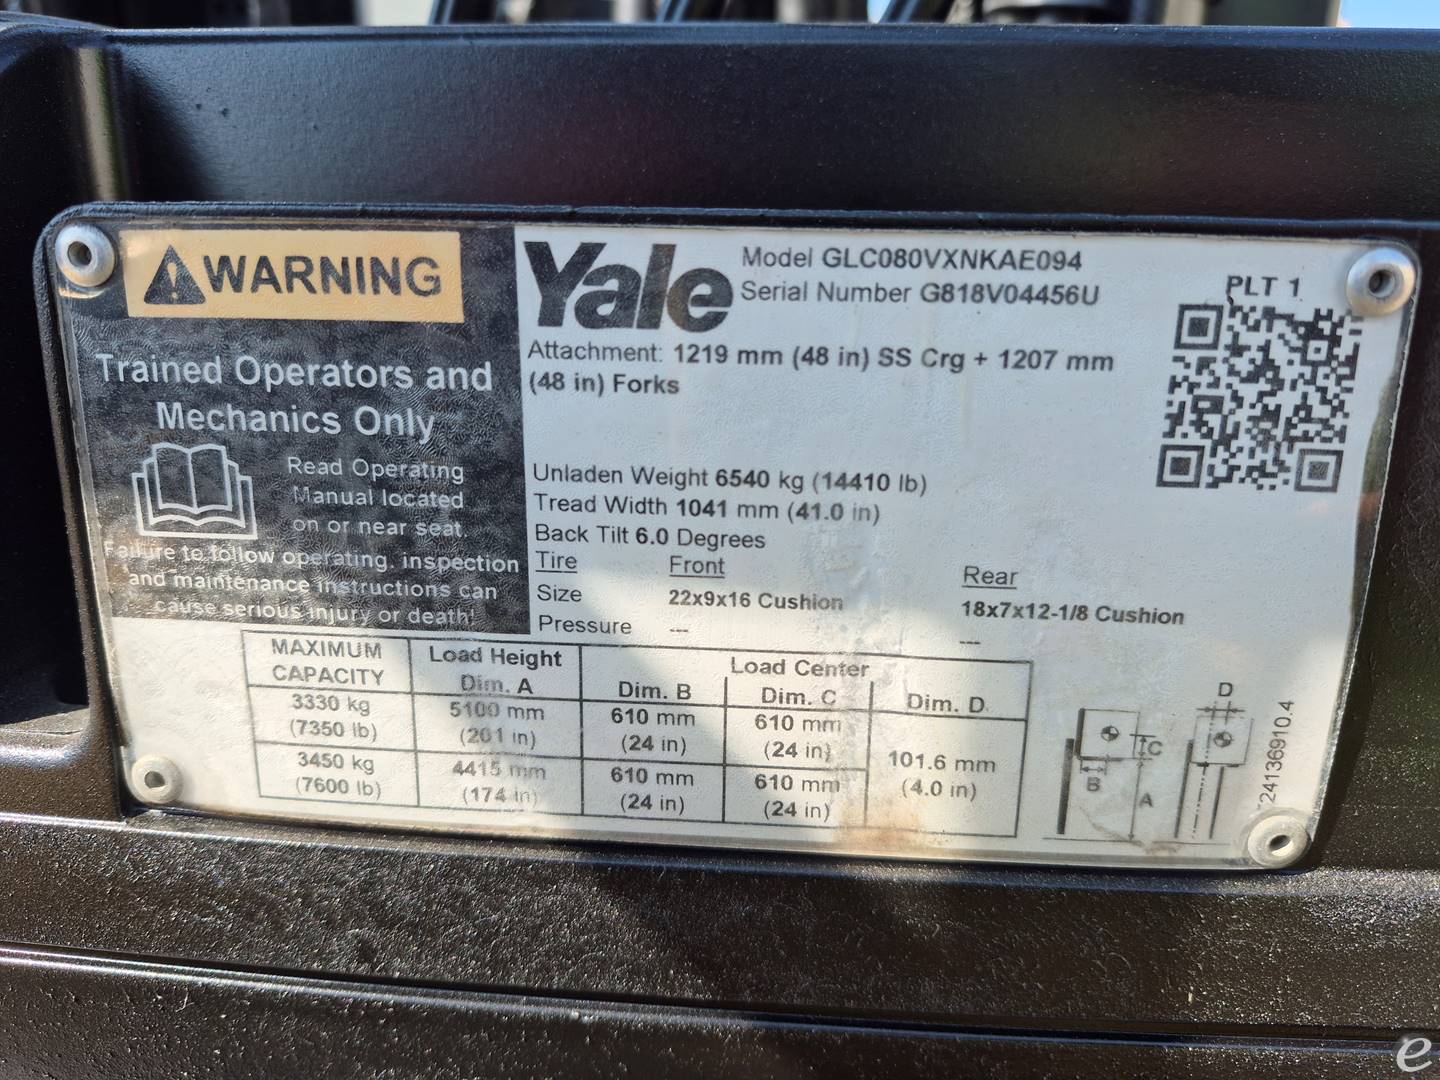 WARNING
Trained Operators and
Mechanics Only
Read Operating
Manual located
on or near seat.
Failure to follow operating, inspection
and maintenance instructions can
cause serious injury or death!
Yale
Model GLC080VXNKAE094
Serial Number G818V04456U
PLT 1
Attachment: 1219 mm (48 in) SS Crg + 1207 mm
(48 in) Forks
Unladen Weight 6540 kg (14410 lb)
Tread Width 1041 mm (41.0 in)
Back Tilt 6.0 Degrees
Tire Front Rear
Size 22x9x16 Cushion 18x7x12-1/8 Cushion
Pressure --- ---
MAXIMUM CAPACITY Load Height Dim. A Load Center
Dim. B Dim. C Dim. D
3330 kg 5100 mm 610 mm 610 mm
(7350 lb) (201 in) (24 in) (24 in)
101.6 mm
(4.0 in)
3450 kg 4415 mm 610 mm 610 mm
(7600 lb) (174 in) (24 in) (24 in)
D
C
B
A
24136910.4
e